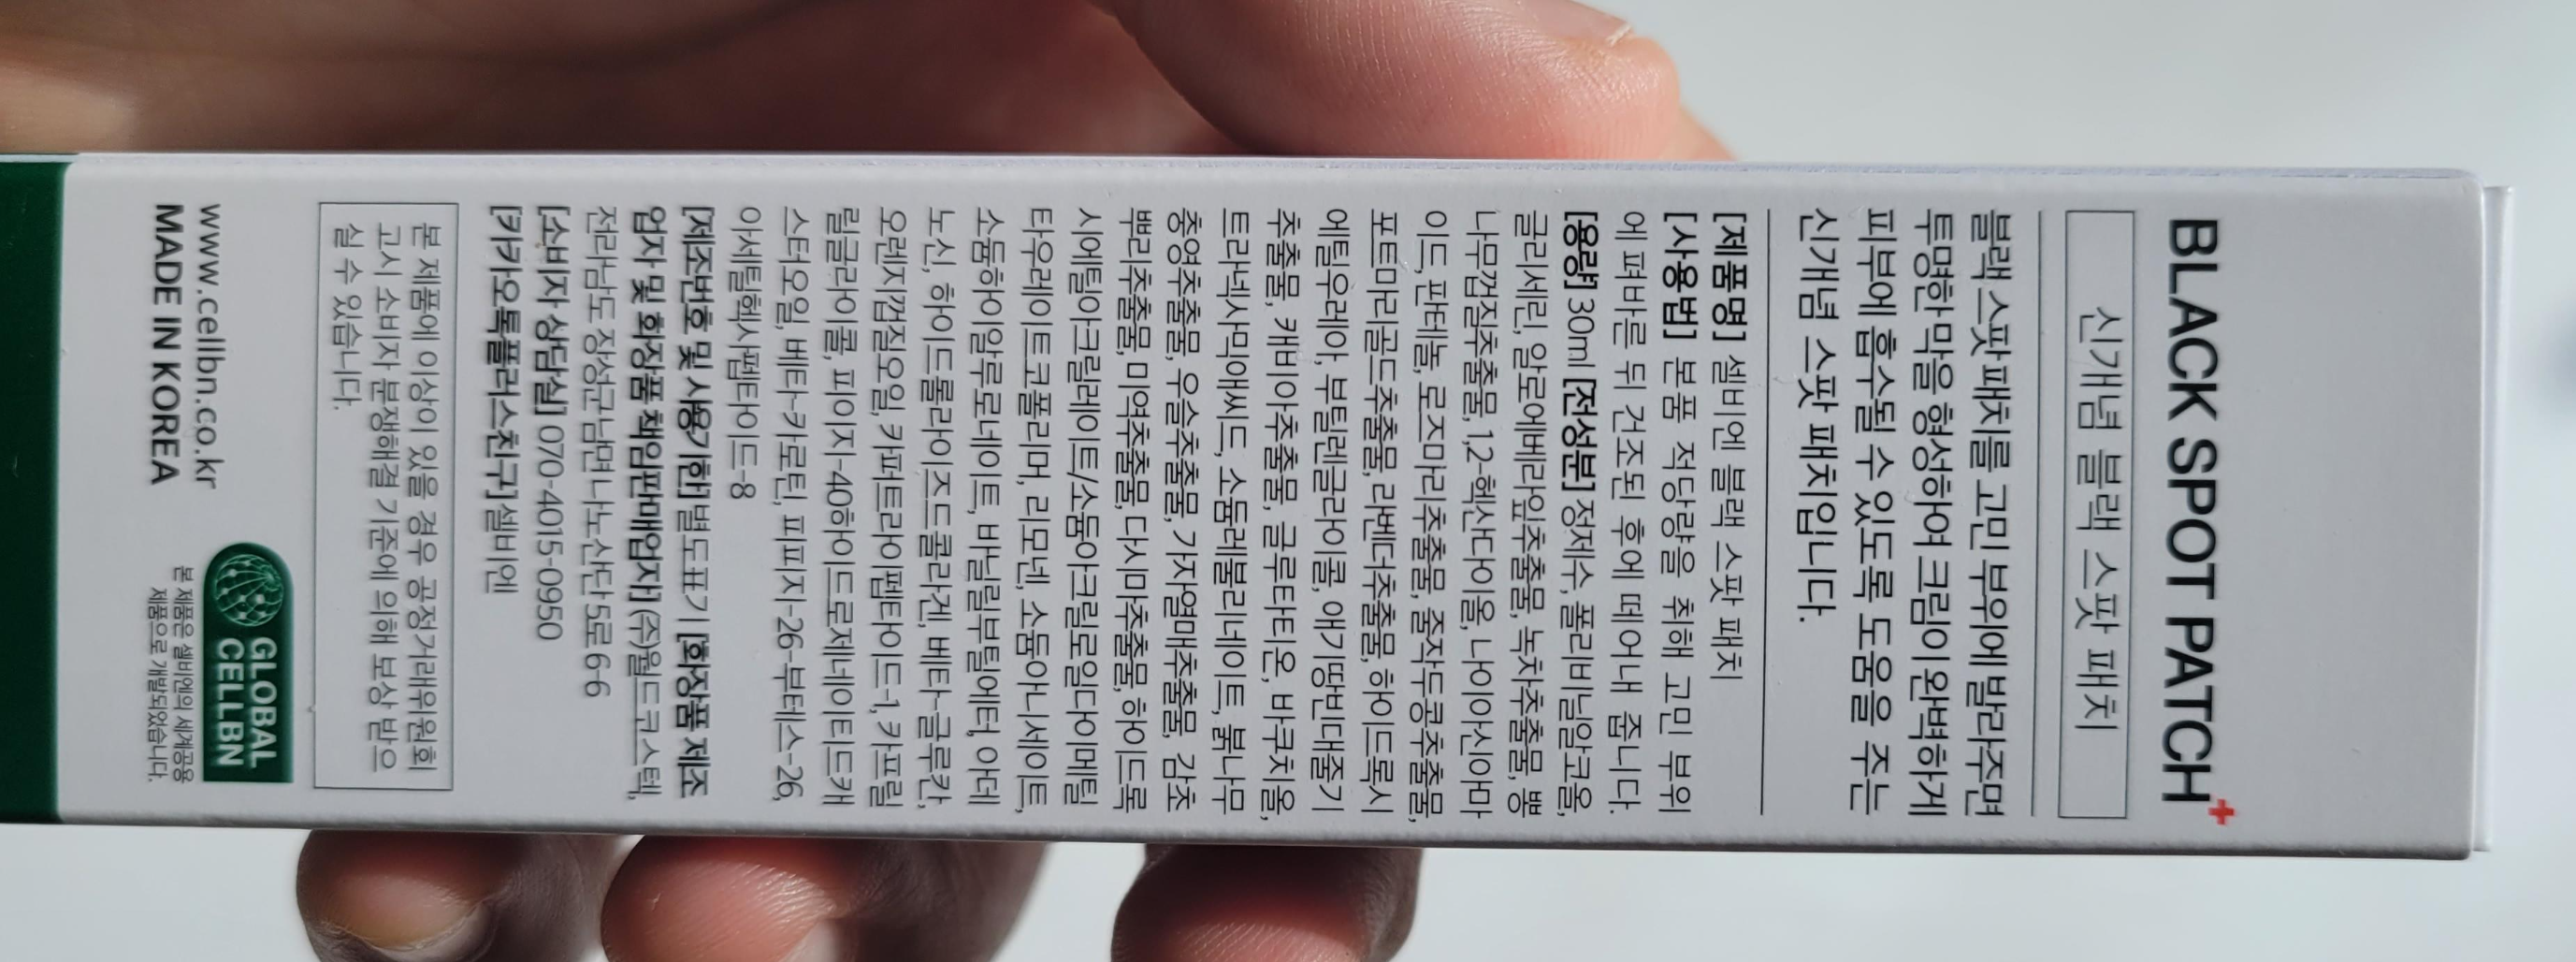 BLACK SPOT PATCH+
신개념 블랙 스팟 패치
블랙 스팟 패치를 고민 부위에 발라주면
투명한 막을 형성하여 크림이 완벽하게
피부에 흡수될 수 있도록 도움을 주는
신개념 스팟 패치입니다.
[제품명] 셀비엔 블랙 스팟 패치
[사용법] 본품 적당량을 취해 고민 부위
에 펴바른 뒤 건조된 후에 떼어내 줍니다.
[용량] 30ml [전성분] 정제수, 폴리비닐알코올,
글리세린, 알로에베라잎추출물, 녹차추출물, 뽕
나무껍질추출물, 1,2-헥산다이올, 나이아신아마
이드, 판테놀, 로즈마리추출물, 줄작두콩추출물,
포트마리골드추출물, 라벤더추출물, 하이드록시
에틸우레아, 부틸렌글라이콜, 애기땅빈대줄기
추출물, 캐비아추출물, 글루타티온, 바쿠치올,
트라넥사믹애씨드, 소듐레불리네이트, 붉나무
충영추출물, 우슬추출물, 가지열매추출물, 감초
뿌리추출물, 미역추출물, 다시마추출물, 하이드록
시에틸아크릴레이트/소듐아크릴로일다이메틸
타우레이트코폴리머, 리모넨, 소듐아니세이트,
소듐하이알루로네이트, 바닐릴부틸에터, 아데
노신, 하이드롤라이즈드콜라겐, 베타-글루칸,
오렌지껍질오일, 카퍼트라이펩타이드-1, 카프릴
릴글라이콜, 피이지-40하이드로제네이티드캐
스터오일, 베타-카로틴, 피피지-26-부테스-26,
아세틸헥사펩타이드-8
[제조번호 및 사용기한]별도표기 [화장품 제조
업자 및 화장품 책임판매업자] (주)월드코스텍,
전라남도 장성군남면 나노산단 5로 6-6
[소비자 상담실] 070-4015-0950
[카카오톡플러스친구]셀비엔
본 제품에 이상이 있을 경우 공정거래위원회
고시 소비자 분쟁해결 기준에 의해 보상 받으
실 수 있습니다.
www.cellbn.co.kr
MADE IN KOREA
GLOBAL
CELLBN
본 제품은 셀비엔의 세계공용
제품으로 개발되었습니다.